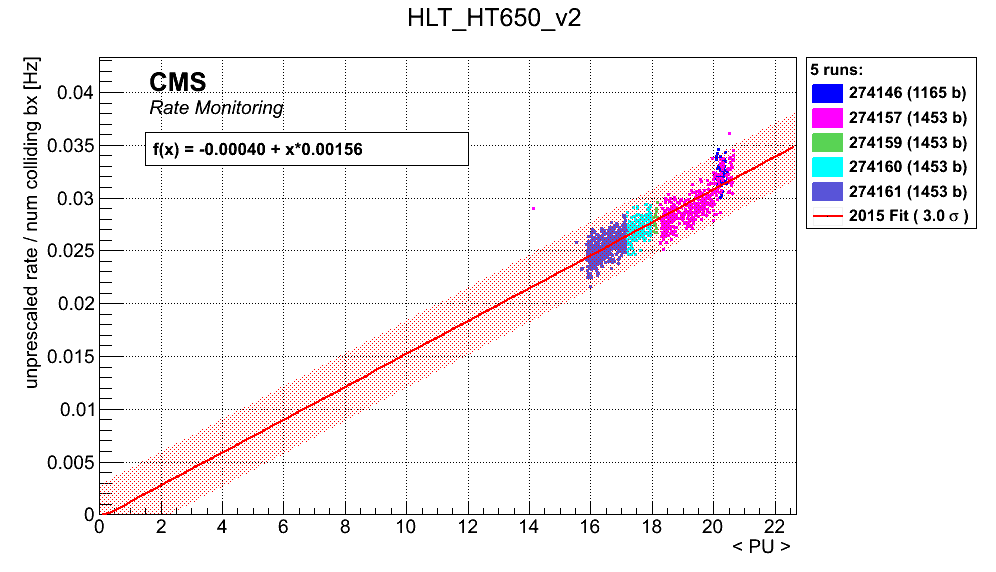 HLT_HT650_v2
unprescaled rate / num colliding bx [Hz]
CMS
Rate Monitoring
f(x) = -0.00040 + x*0.00156
0.04
0.035
0.03
0.025
0.02
0.015
0.01
0.005
0
0 2 4 6 8 10 12 14 16 18 20 22
< PU >
5 runs:
274146 (1165 b)
274157 (1453 b)
274159 (1453 b)
274160 (1453 b)
274161 (1453 b)
2015 Fit ( 3.0 σ )